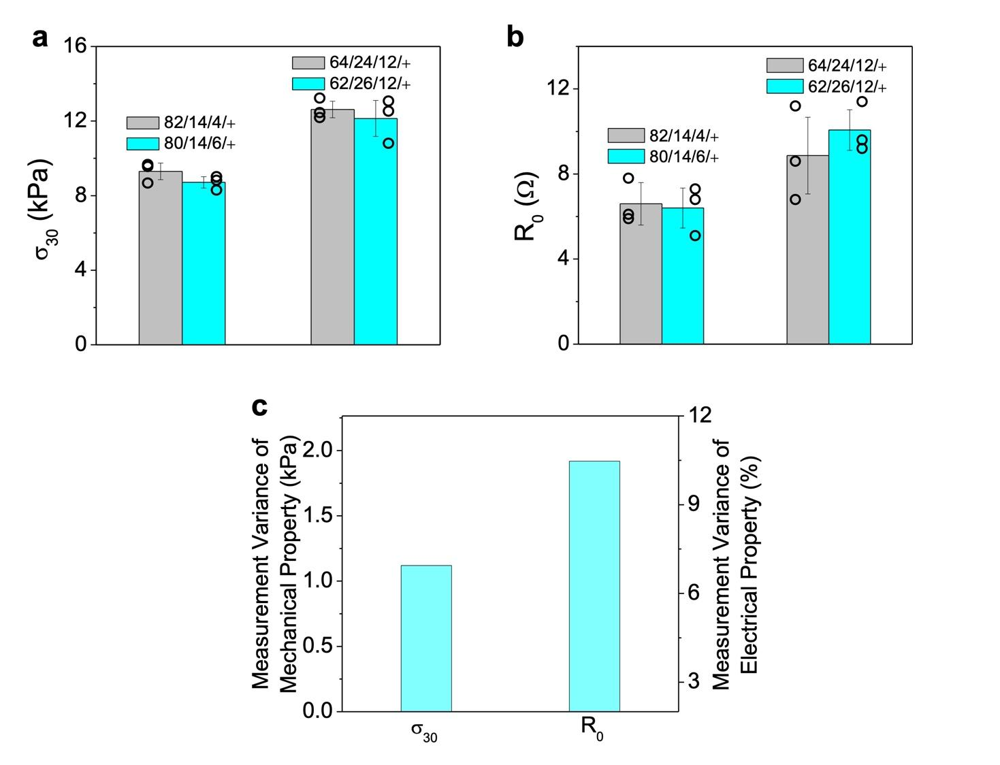 a
16
12
8
4
0
σ30 (kPa)
64/24/12/+
62/26/12/+
82/14/4/+
80/14/6/+
b
12
8
4
0
R0 (Ω)
64/24/12/+
62/26/12/+
82/14/4/+
80/14/6/+
c
Measurement Variance of
Mechanical Property (kPa)
2.0
1.5
1.0
0.5
0.0
σ30
R0
12
9
6
3
Measurement Variance of
Electrical Property (%)